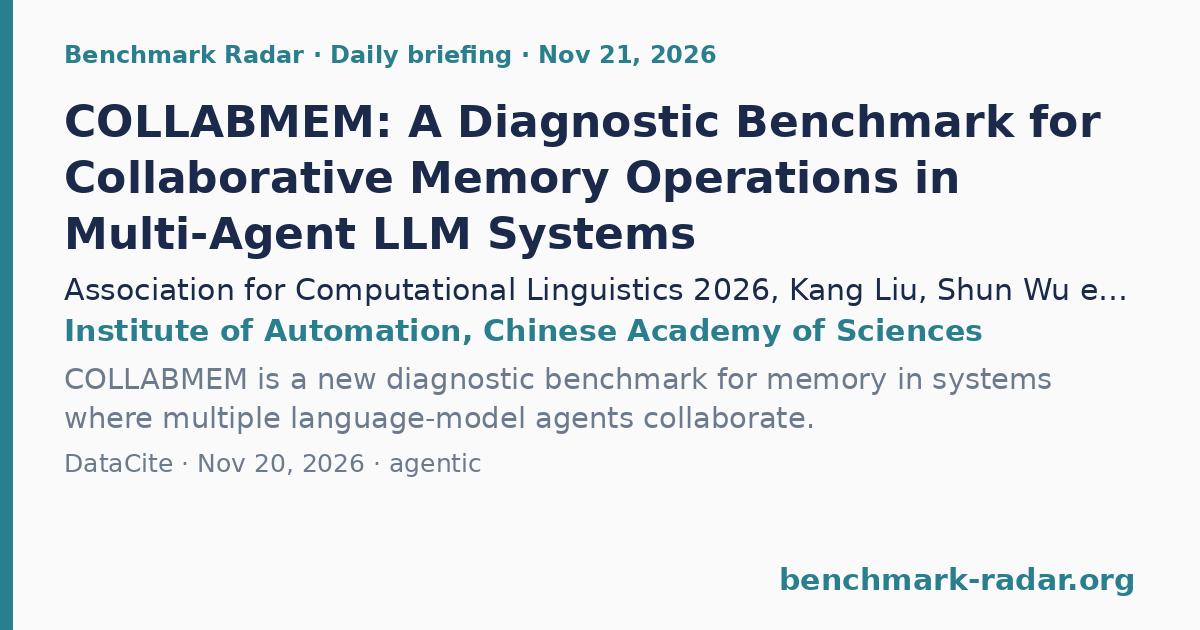 Benchmark Radar · Daily briefing · Nov 21, 2026
COLLABMEM: A Diagnostic Benchmark for
Collaborative Memory Operations in
Multi-Agent LLM Systems
Association for Computational Linguistics 2026, Kang Liu, Shun Wu e…
Institute of Automation, Chinese Academy of Sciences
COLLABMEM is a new diagnostic benchmark for memory in systems
where multiple language-model agents collaborate.
DataCite · Nov 20, 2026 · agentic
benchmark-radar.org